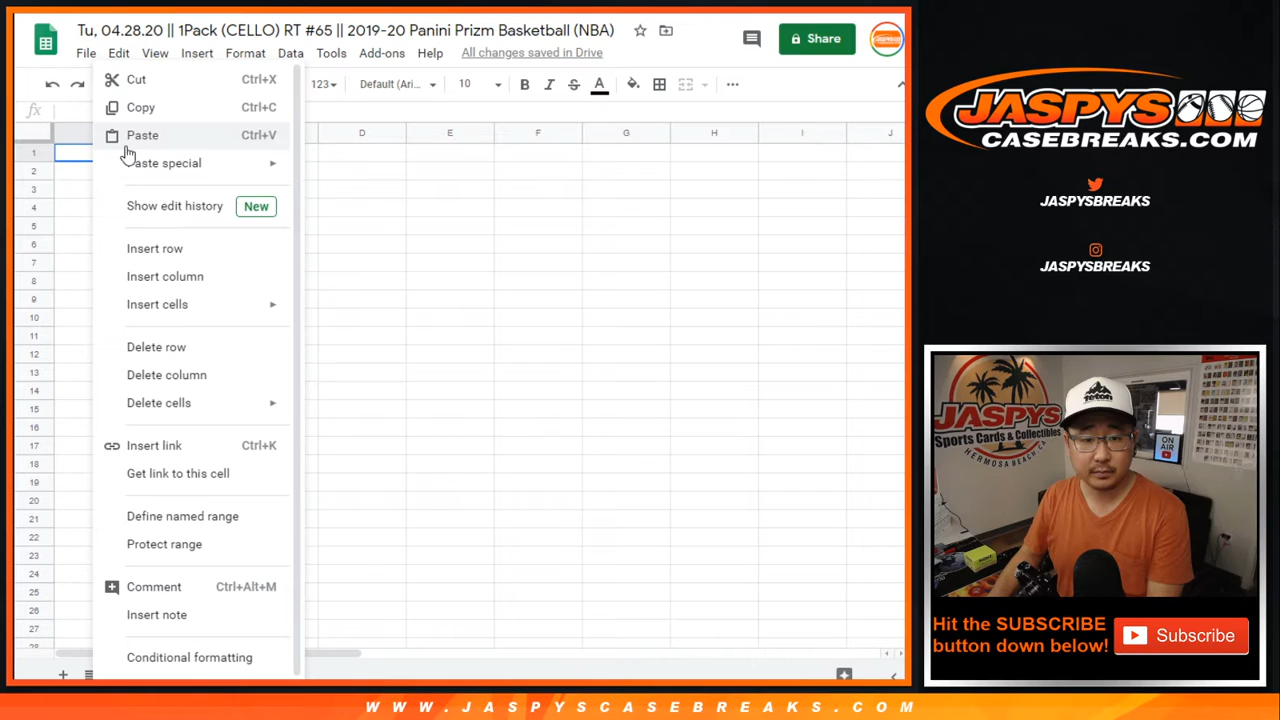 Tu, 04.28.20 || 1Pack (CELLO) RT #65 || 2019-20 Panini Prizm Basketball (NBA)
File Edit View Insert Format Data Tools Add-ons Help All changes saved in Drive
Share
123 Default (Ari... 10 B I S A ...
fx
Cut Ctrl+X
Copy Ctrl+C
Paste Ctrl+V
aste special
Show edit history New
Insert row
Insert column
Insert cells
Delete row
Delete column
Delete cells
Insert link Ctrl+K
Get link to this cell
Define named range
Protect range
Comment Ctrl+Alt+M
Insert note
Conditional formatting
D E F G H I J
1
2
3
4
5
6
7
8
9
10
11
12
13
14
15
16
17
18
19
20
21
22
23
24
25
26
27
28
JASPYS
CASEBREAKS.COM
JASPYSBREAKS
JASPYSBREAKS
JASPYS
Sports Cards & Collectibles
HERMOSA BEACH CA
Teton
ON AIR
Hit the SUBSCRIBE
button down below!
Subscribe
WWW.JASPYSCASEBREAKS.COM